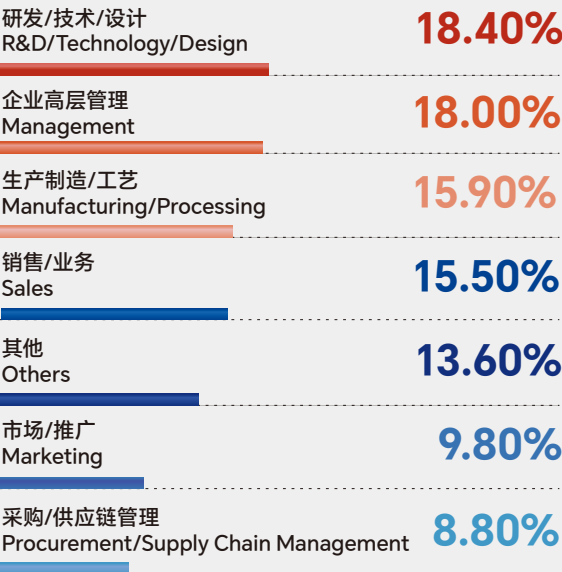 研发/技术/设计
R&D/Technology/Design
18.40%
企业高层管理
Management
18.00%
生产制造/工艺
Manufacturing/Processing
15.90%
销售/业务
Sales
15.50%
其他
Others
13.60%
市场/推广
Marketing
9.80%
采购/供应链管理
Procurement/Supply Chain Management
8.80%